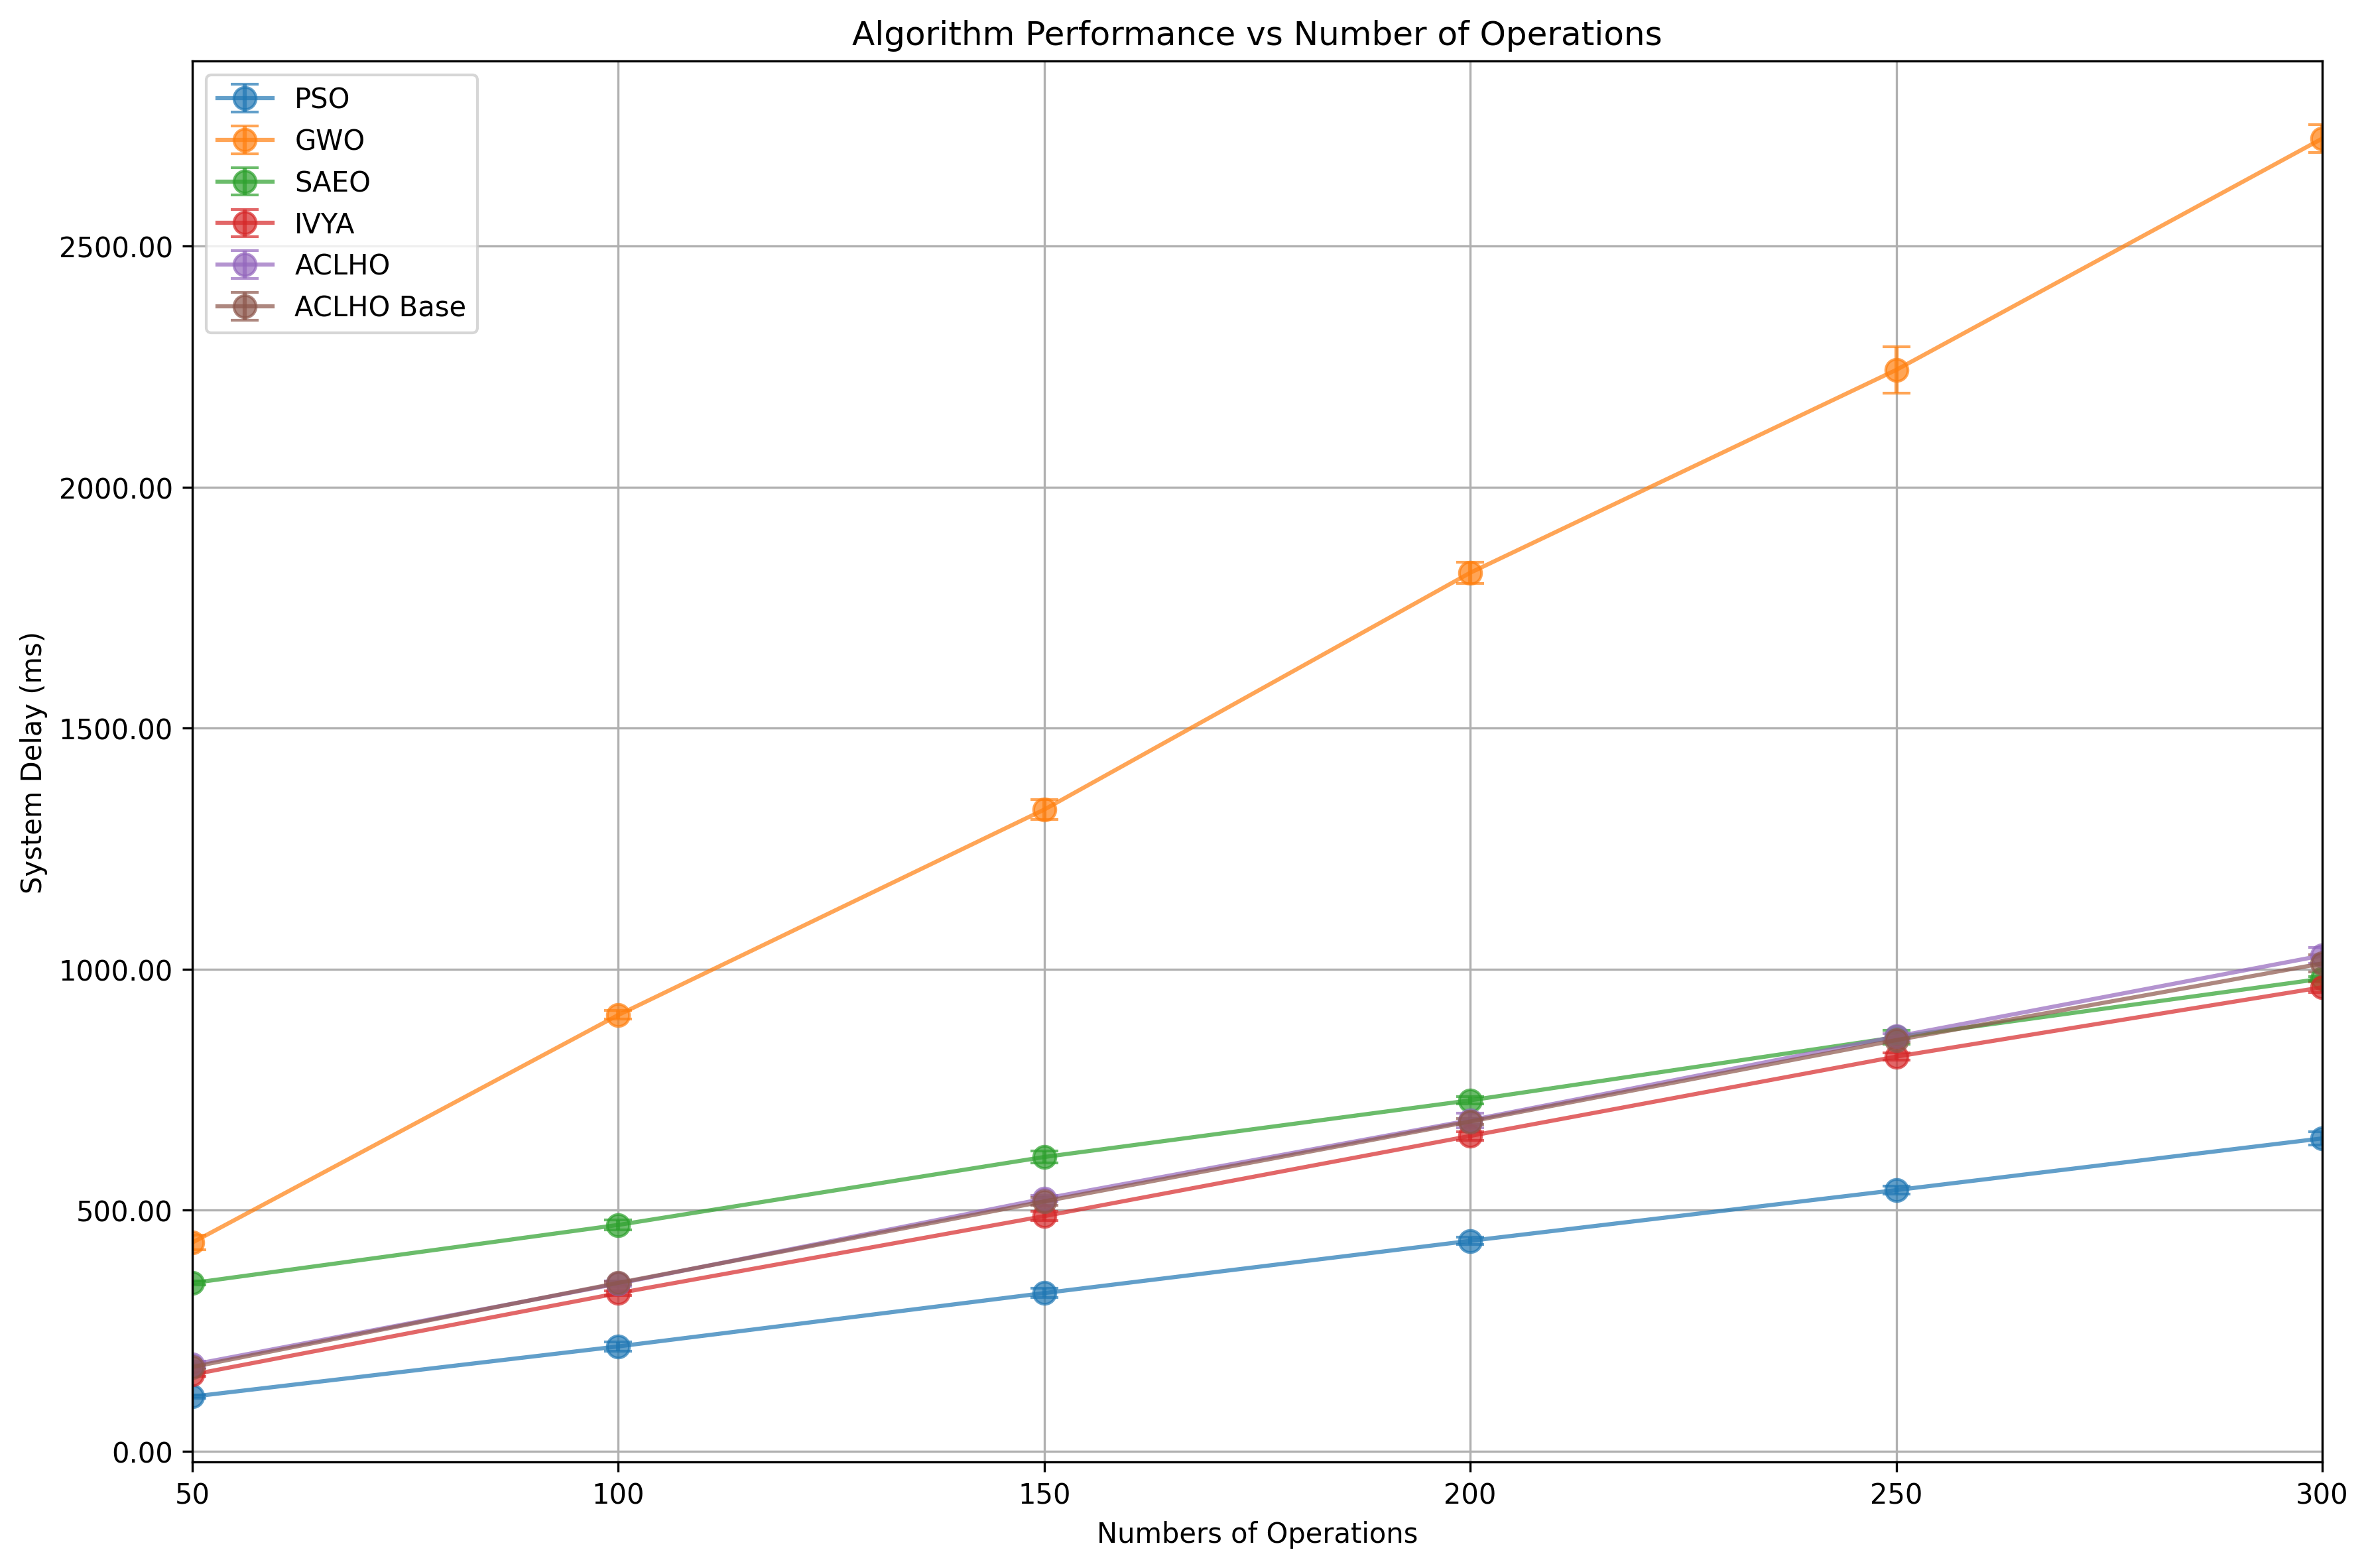 Algorithm Performance vs Number of Operations
PSO
GWO
SAEO
IVYA
ACLHO
ACLHO Base
2500.00
2000.00
1500.00
1000.00
500.00
0.00
System Delay (ms)
50 100 150 200 250 300
Numbers of Operations